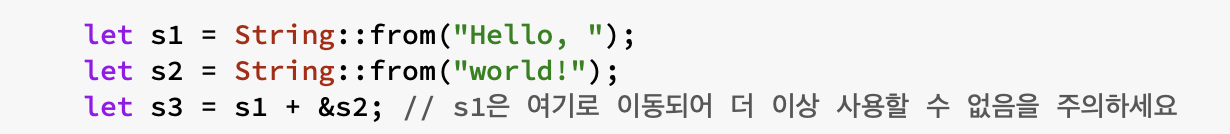 let s1 = String::from("Hello, ");
let s2 = String::from("world!");
let s3 = s1 + &s2; // s1은 여기로 이동되어 더 이상 사용할 수 없음을 주의하세요